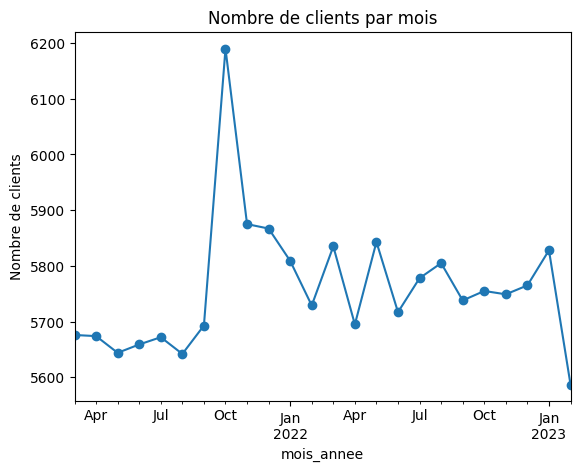 Nombre de clients par mois
6200
6100
6000
5900
5800
5700
5600
Nombre de clients
Apr Jul Oct Jan Apr Jul Oct Jan
2022 2023
mois_annee